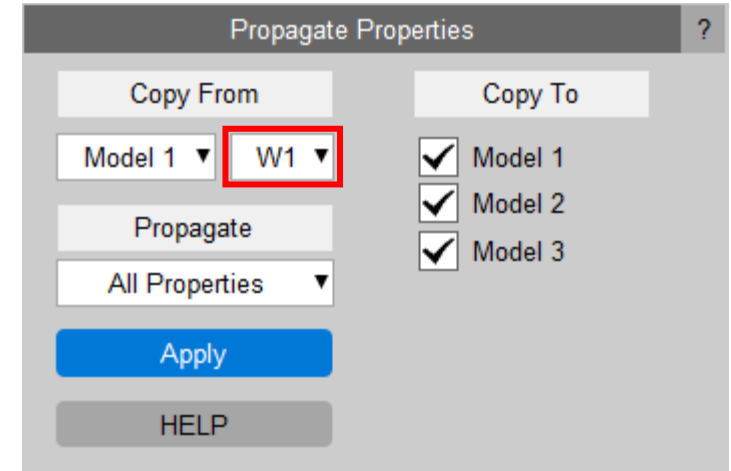 Propagate Properties ?
Copy From
Copy To
Model 1 ▼ W1 ▼
Model 1
Model 2
Model 3
Propagate
All Properties ▼
Apply
HELP